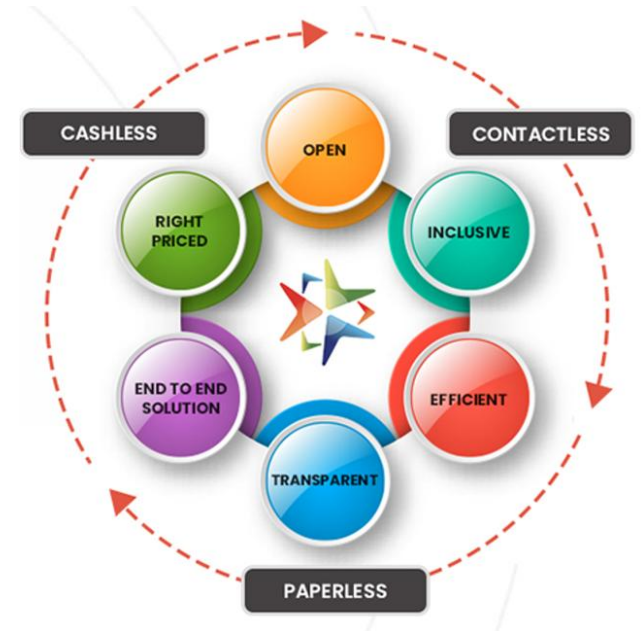 CASHLESS
CONTACTLESS
OPEN
RIGHT
PRICED
INCLUSIVE
END TO END
SOLUTION
EFFICIENT
TRANSPARENT
PAPERLESS